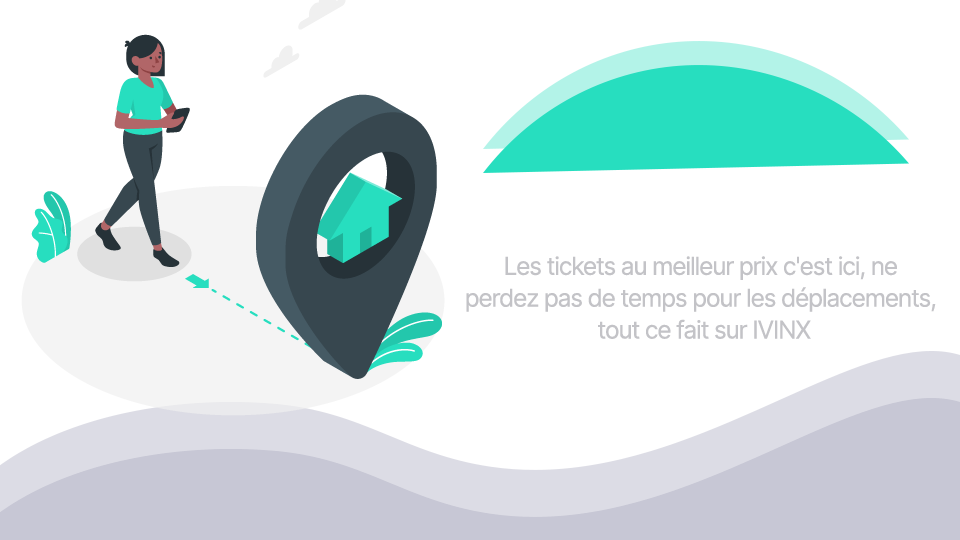 Les tickets au meilleur prix c'est ici, ne
perdez pas de temps pour les déplacements,
tout ce fait sur IVINX